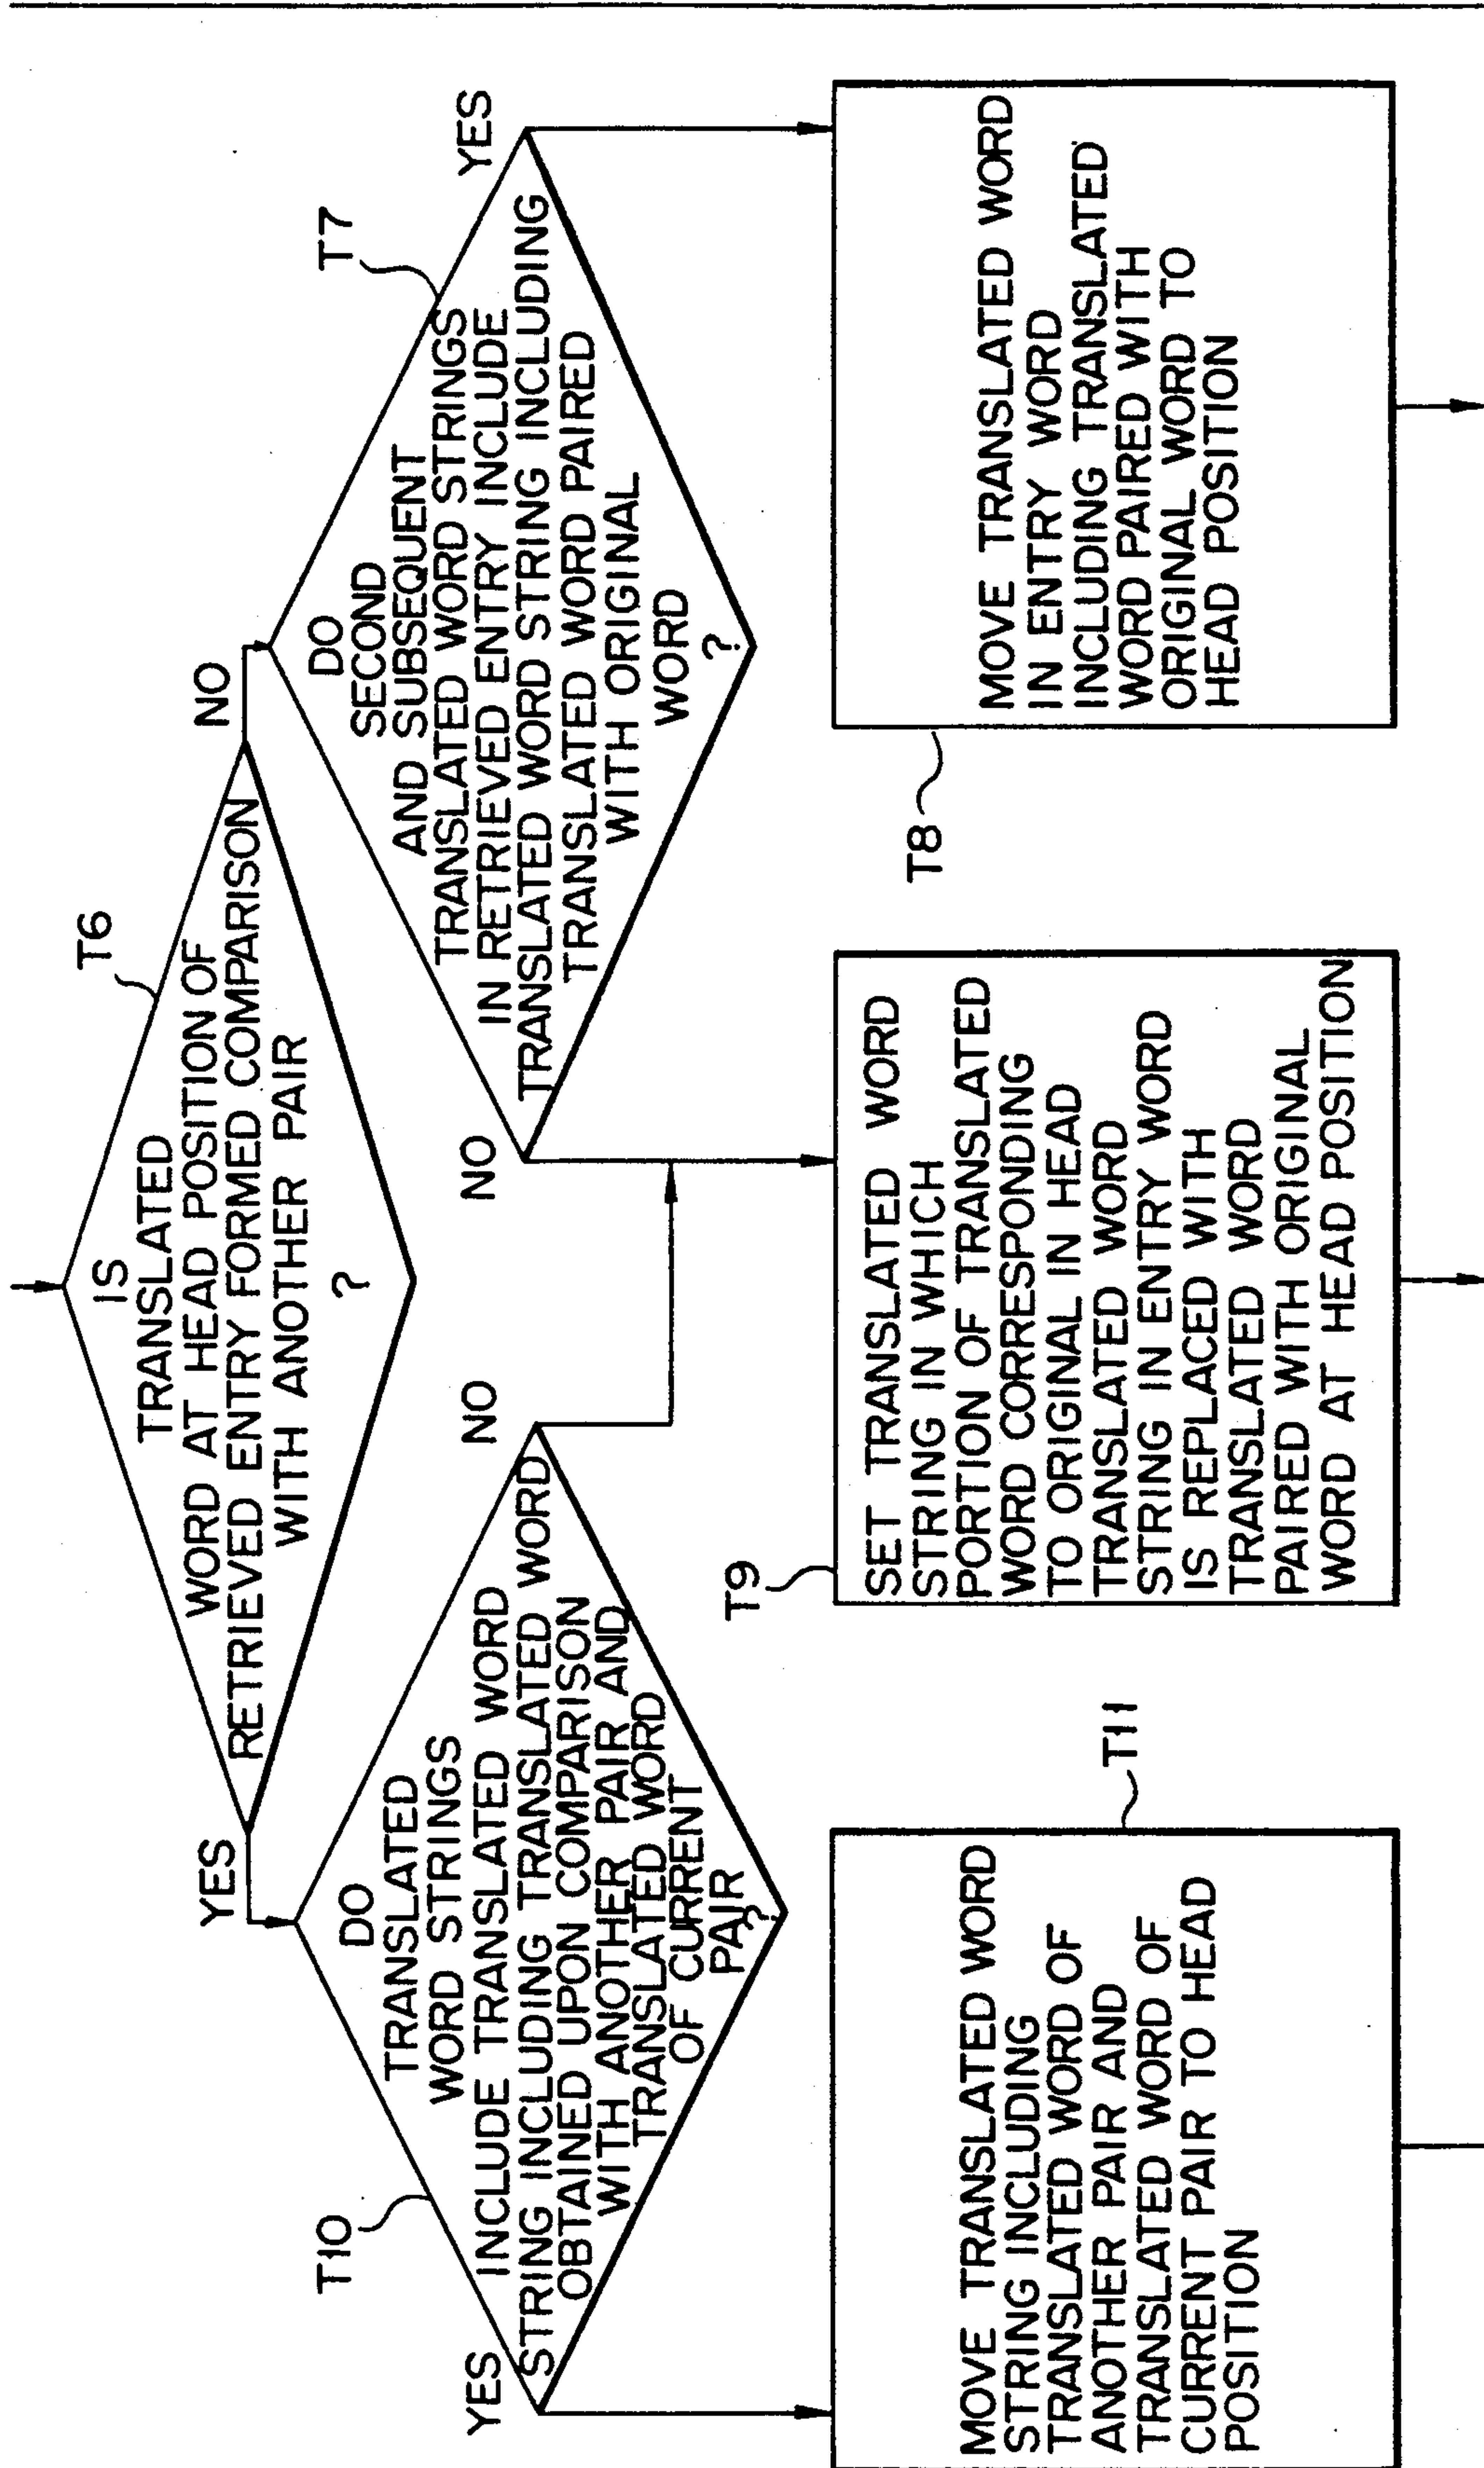 T6
IS
TRANSLATED
WORD AT HEAD POSITION OF
RETRIEVED ENTRY FORMED COMPARISON
WITH ANOTHER PAIR
?
YES
NO
T10
DO
TRANSLATED
WORD STRINGS
INCLUDE TRANSLATED WORD
STRING INCLUDING TRANSLATED WORD
OBTAINED UPON COMPARISON
WITH ANOTHER PAIR AND
TRANSLATED WORD
OF CURRENT
PAIR
?
YES
NO
T7
DO
SECOND
AND SUBSEQUENT
TRANSLATED WORD STRINGS
IN RETRIEVED ENTRY INCLUDE
TRANSLATED WORD STRING INCLUDING
TRANSLATED WORD PAIRED
WITH ORIGINAL
WORD
?
NO
YES
T11
MOVE TRANSLATED WORD
STRING INCLUDING
TRANSLATED WORD OF
ANOTHER PAIR AND
TRANSLATED WORD OF
CURRENT PAIR TO HEAD
POSITION
T9
SET TRANSLATED WORD
STRING IN WHICH
PORTION OF TRANSLATED
WORD CORRESPONDING
TO ORIGINAL IN HEAD
TRANSLATED WORD
STRING IN ENTRY WORD
IS REPLACED WITH
TRANSLATED WORD
PAIRED WITH ORIGINAL
WORD AT HEAD POSITION
T8
MOVE TRANSLATED WORD
IN ENTRY WORD
INCLUDING TRANSLATED
WORD PAIRED WITH
ORIGINAL WORD TO
HEAD POSITION